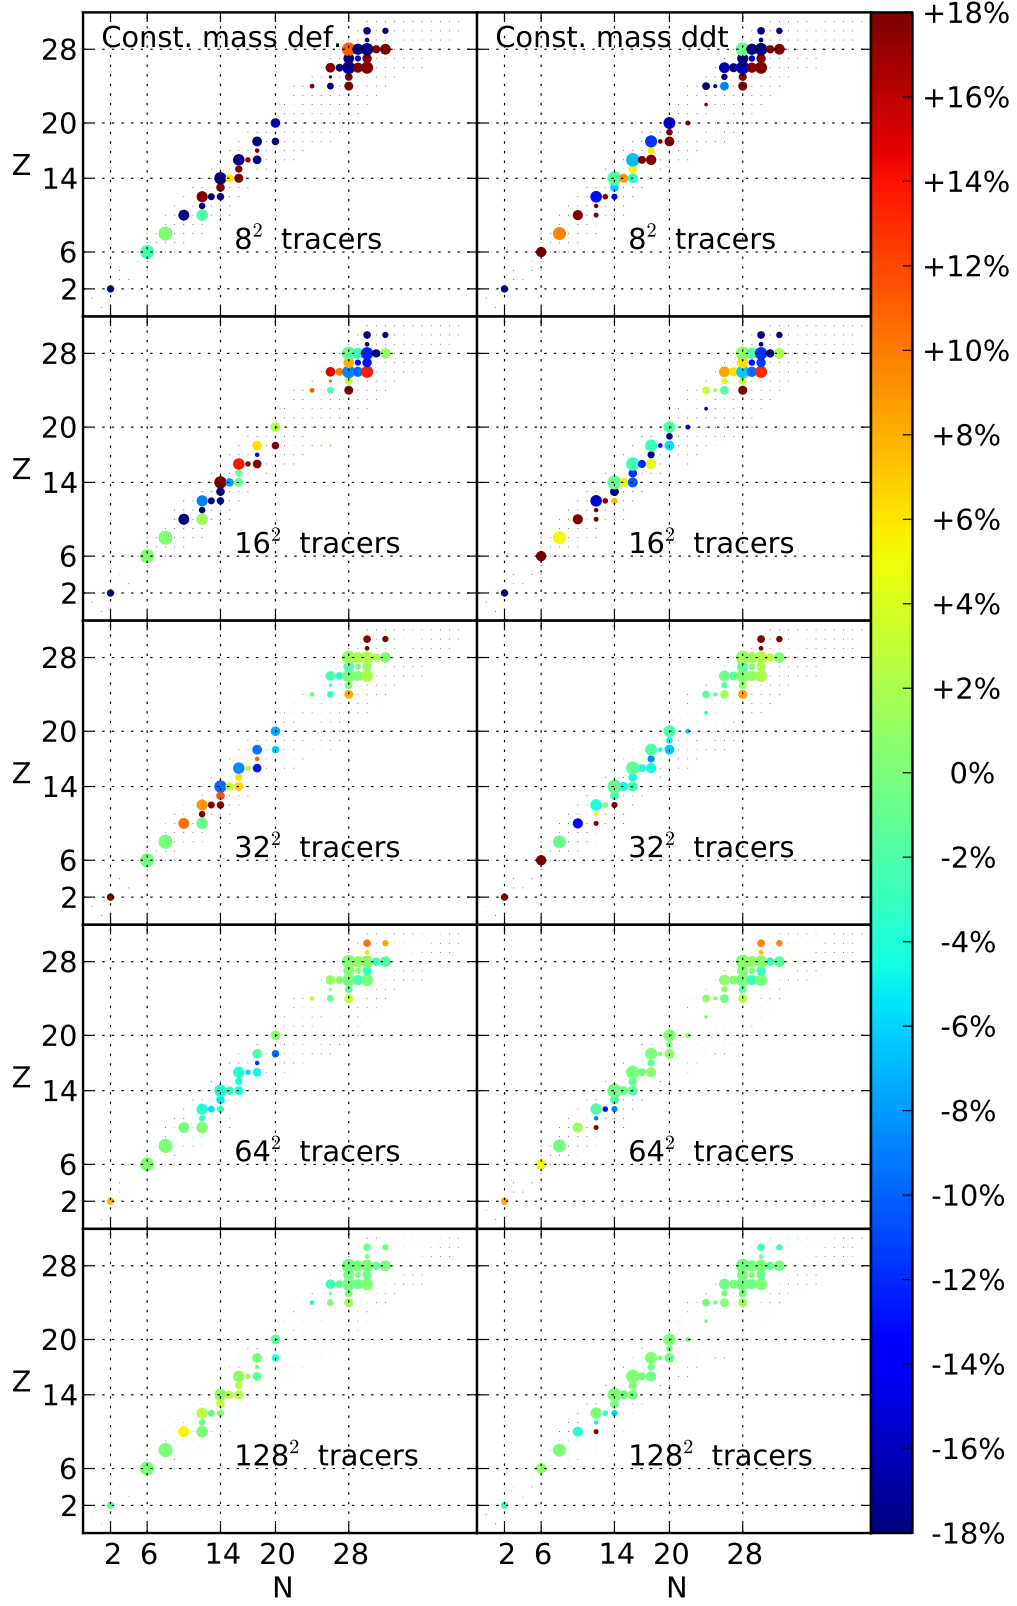 Const. mass def.
28
20
Z
14
8² tracers
6
2
Const. mass ddt
8² tracers
28
20
Z
14
16² tracers
6
2
16² tracers
28
20
Z
14
32² tracers
6
2
32² tracers
28
20
Z
14
64² tracers
6
2
64² tracers
28
20
Z
14
128² tracers
6
2
128² tracers
2 6 14 20 28
N
2 6 14 20 28
N
+18%
+16%
+14%
+12%
+10%
+8%
+6%
+4%
+2%
0%
-2%
-4%
-6%
-8%
-10%
-12%
-14%
-16%
-18%